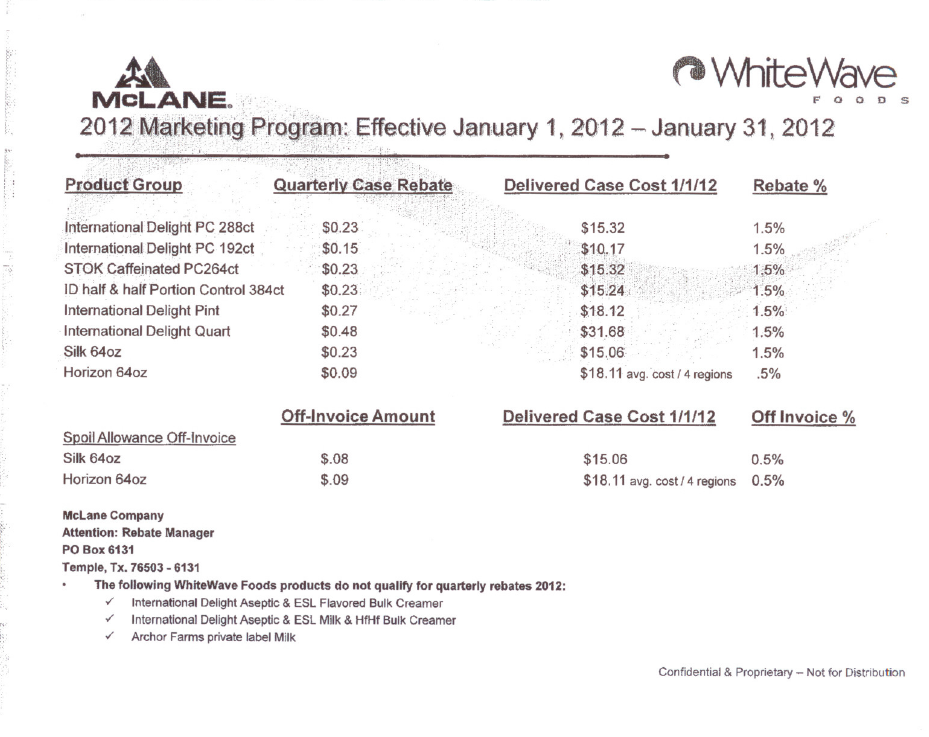 McLANE.
WhiteWave
FOODS
2012 Marketing Program: Effective January 1, 2012 – January 31, 2012
Product Group Quarterly Case Rebate Delivered Case Cost 1/1/12 Rebate %
International Delight PC 288ct $0.23 $15.32 1.5%
International Delight PC 192ct $0.15 $10.17 1.5%
STOK Caffeinated PC264ct $0.23 $15.32 1.5%
ID half & half Portion Control 384ct $0.23 $15.24 1.5%
International Delight Pint $0.27 $18.12 1.5%
International Delight Quart $0.48 $31.68 1.5%
Silk 64oz $0.23 $15.06 1.5%
Horizon 64oz $0.09 $18.11 avg. cost / 4 regions .5%
Off-Invoice Amount Delivered Case Cost 1/1/12 Off Invoice %
Spoil Allowance Off-Invoice
Silk 64oz $.08 $15.06 0.5%
Horizon 64oz $.09 $18.11 avg. cost / 4 regions 0.5%
McLane Company
Attention: Rebate Manager
PO Box 6131
Temple, Tx. 76503 - 6131
• The following WhiteWave Foods products do not qualify for quarterly rebates 2012:
✓ International Delight Aseptic & ESL Flavored Bulk Creamer
✓ International Delight Aseptic & ESL Milk & HfHf Bulk Creamer
✓ Archor Farms private label Milk
Confidential & Proprietary – Not for Distribution